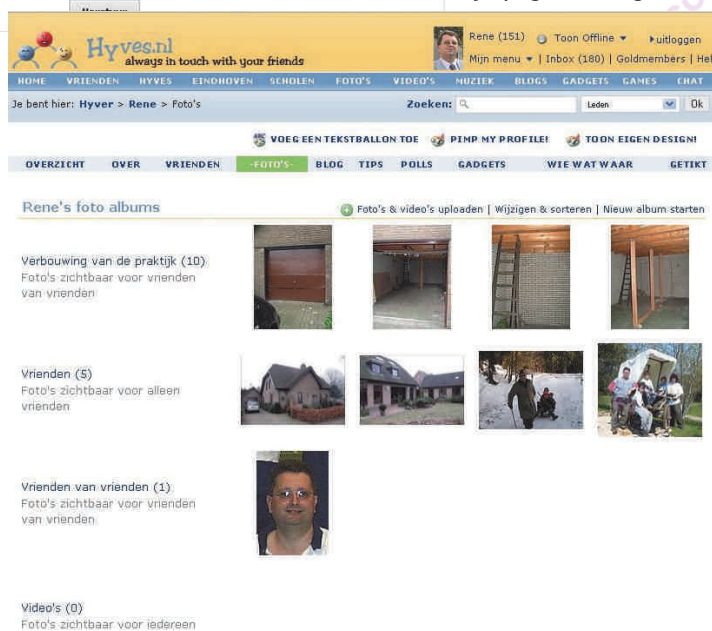 Hyves.nl
always in touch with your friends
Rene (151) Toon Offline uitloggen
Mijn menu | Inbox (180) | Goldmembers | Hel
HOME VRIENDEN HYVES EINDHOVEN SCHOLEN FOTO'S VIDEO'S MUZIEK BLOGS GADGETS GAMES CHAT
Je bent hier: Hyver > Rene > Foto's Zoeken: Leden Ok
VOEG EEN TEKSTBALLON TOE PIMP MY PROFILE! TOON EIGEN DESIGN!
OVERZICHT OVER VRIENDEN -FOTO'S- BLOG TIPS POLLS GADGETS WIE WAT WAAR GETIKT
Rene's foto albums Foto's & video's uploaden | Wijzigen & sorteren | Nieuw album starten
Verbouwing van de praktijk (10)
Foto's zichtbaar voor vrienden
van vrienden
Vrienden (5)
Foto's zichtbaar voor alleen
vrienden
Vrienden van vrienden (1)
Foto's zichtbaar voor vrienden
van vrienden
Video's (0)
Foto's zichtbaar voor iedereen